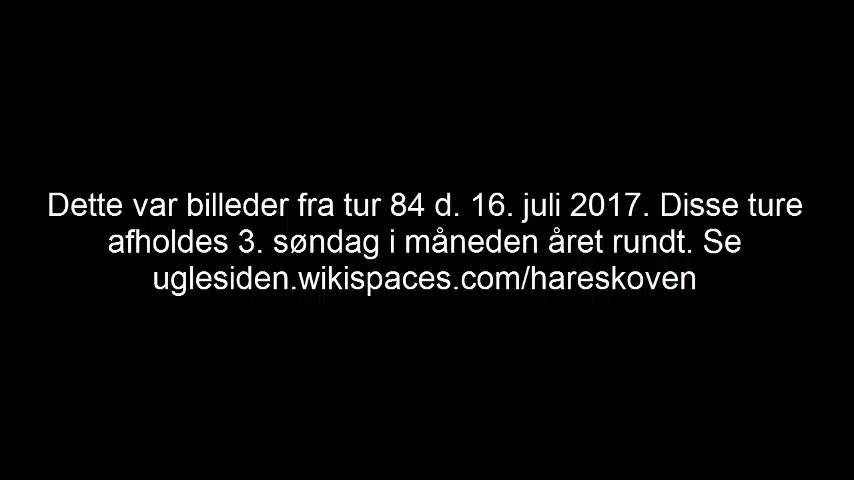 Dette var billeder fra tur 84 d. 16. juli 2017. Disse ture
afholdes 3. søndag i måneden året rundt. Se
uglesiden.wikispaces.com/hareskoven